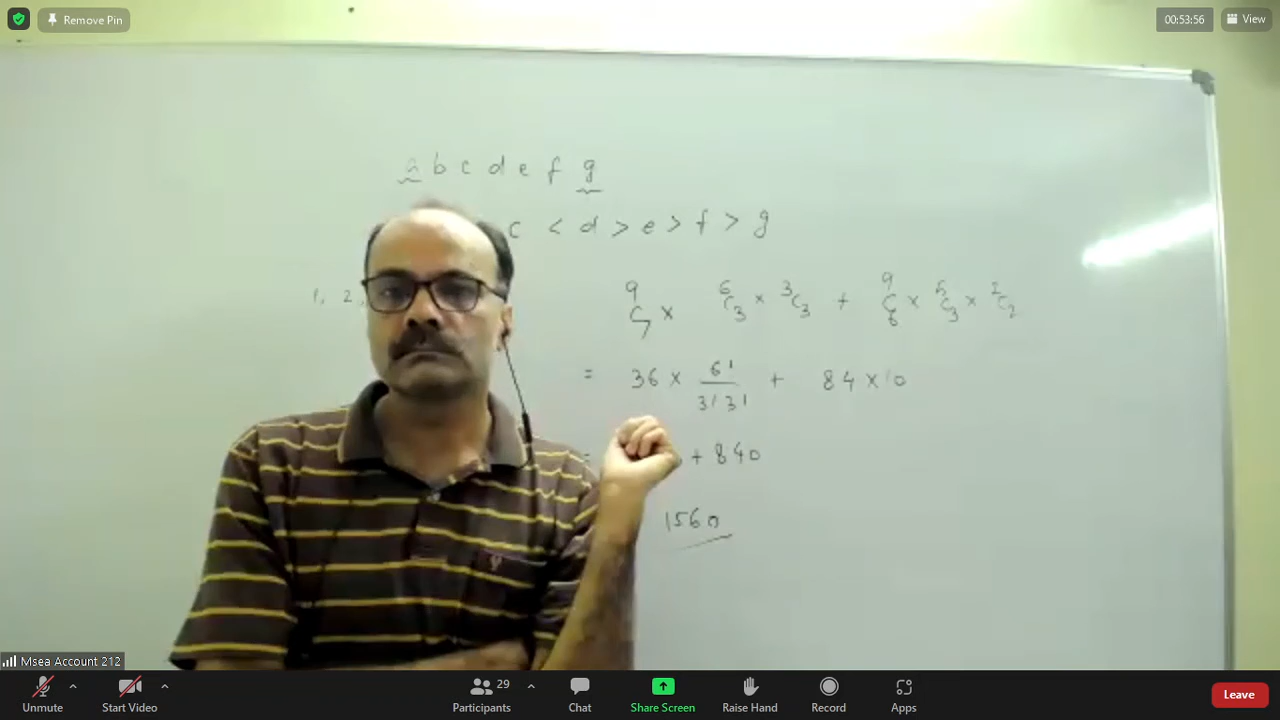 Remove Pin
00:53:56 View
a b c d e f g
c < d > e > f > g
1, 2,
⁹C₇ × ⁶C₃ × ³C₃ + ⁹C₆ × ⁵C₃ × ²C₂
= 36 × 6!/3!3! + 84 × 10
= + 840
1560
Msea Account 212
29
Unmute Start Video Participants Chat Share Screen Raise Hand Record Apps Leave